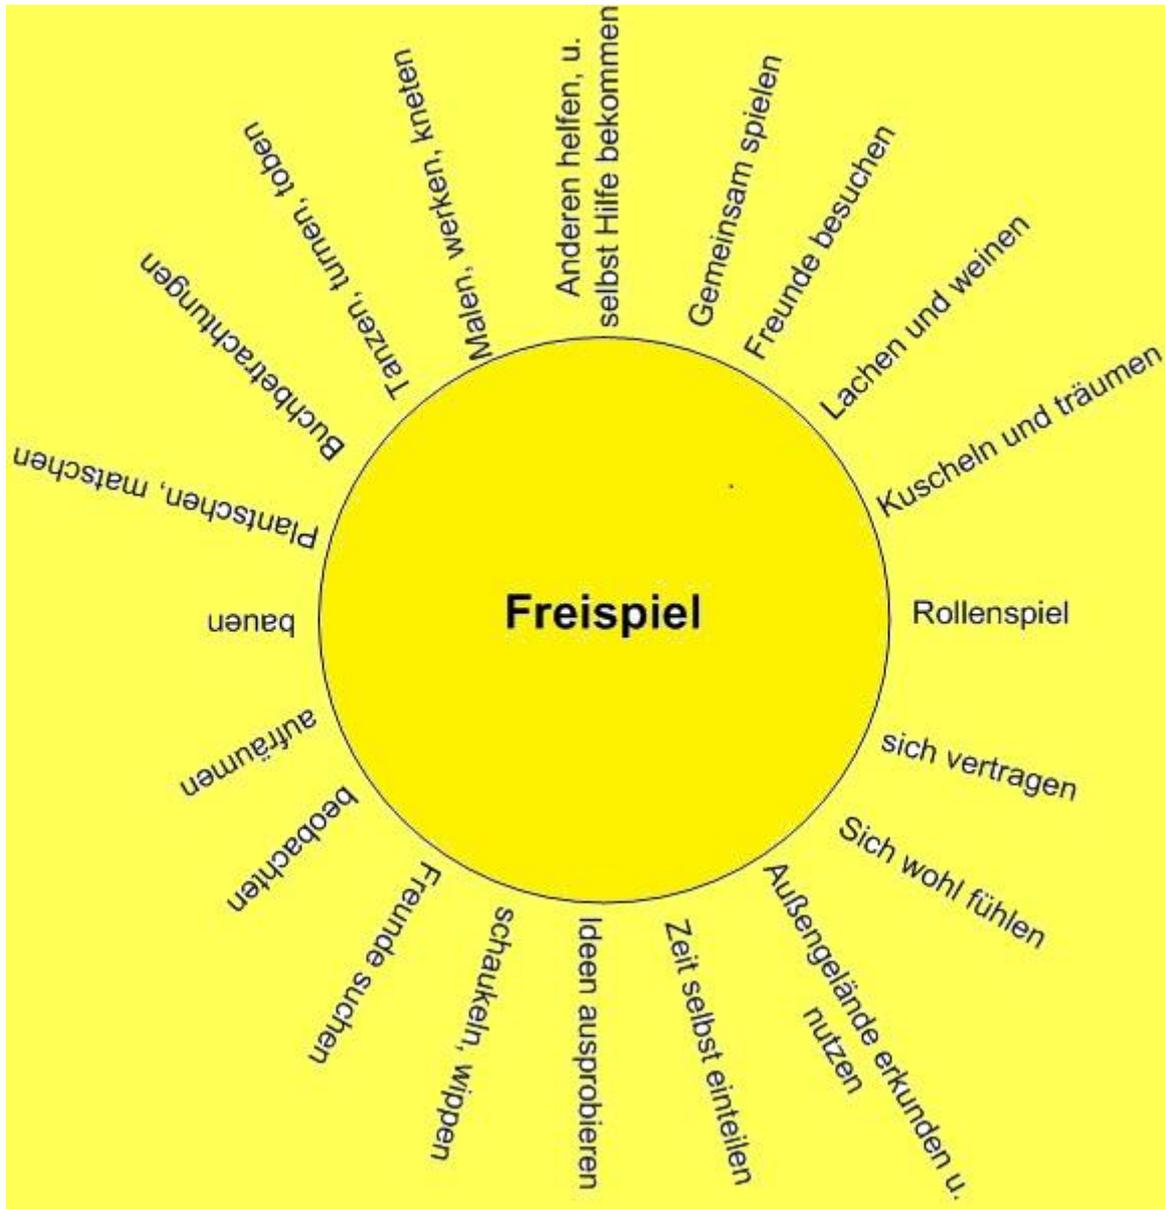 Freispiel
Anderen helfen, u.
selbst Hilfe bekommen
Gemeinsam spielen
Freunde besuchen
Lachen und weinen
Kuscheln und träumen
Rollenspiel
sich vertragen
Sich wohl fühlen
Außengelände erkunden u.
nutzen
Zeit selbst einteilen
Ideen ausprobieren
schaukeln, wippen
Freunde suchen
beobachten
aufräumen
bauen
Plantschen, matschen
Buchbetrachtungen
Tanzen, turnen, toben
Malen, werken, kneten